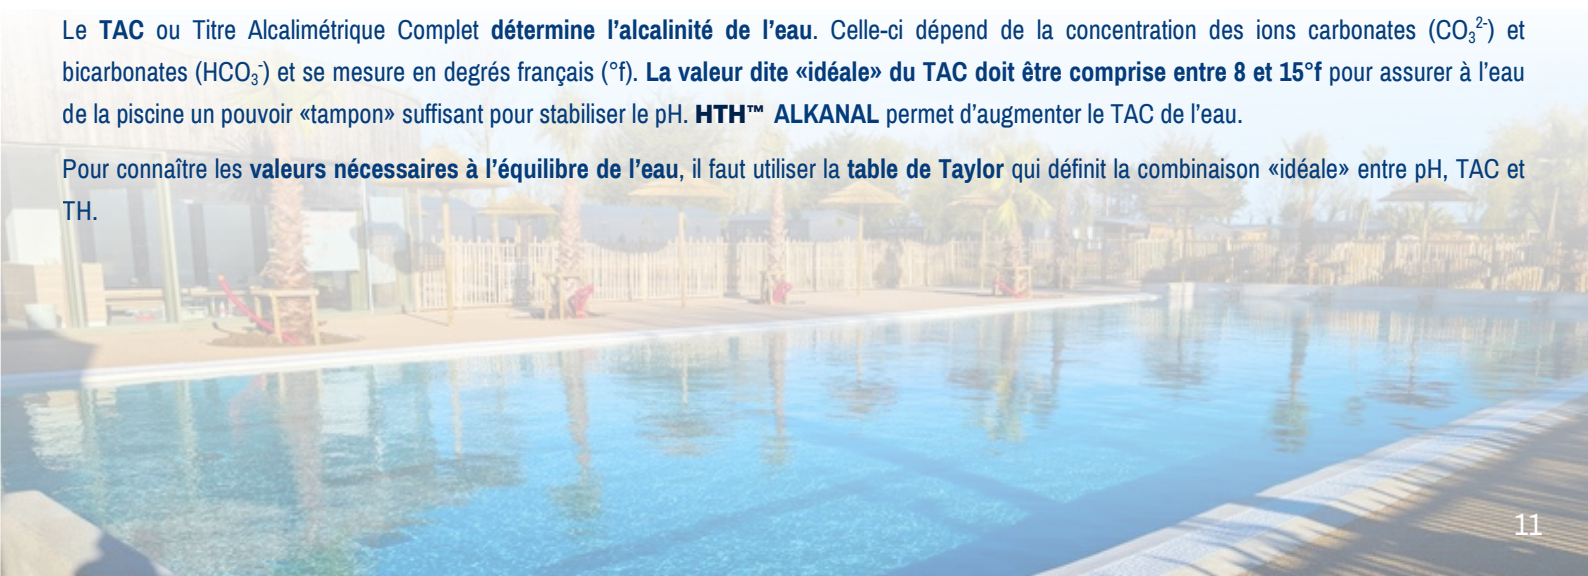 Le TAC ou Titre Alcalimétrique Complet détermine l’alcalinité de l’eau. Celle-ci dépend de la concentration des ions carbonates (CO₃²⁻) et
bicarbonates (HCO₃⁻) et se mesure en degrés français (°f). La valeur dite «idéale» du TAC doit être comprise entre 8 et 15°f pour assurer à l’eau
de la piscine un pouvoir «tampon» suffisant pour stabiliser le pH. HTH™ ALKANAL permet d’augmenter le TAC de l’eau.
Pour connaître les valeurs nécessaires à l’équilibre de l’eau, il faut utiliser la table de Taylor qui définit la combinaison «idéale» entre pH, TAC et
TH.
11